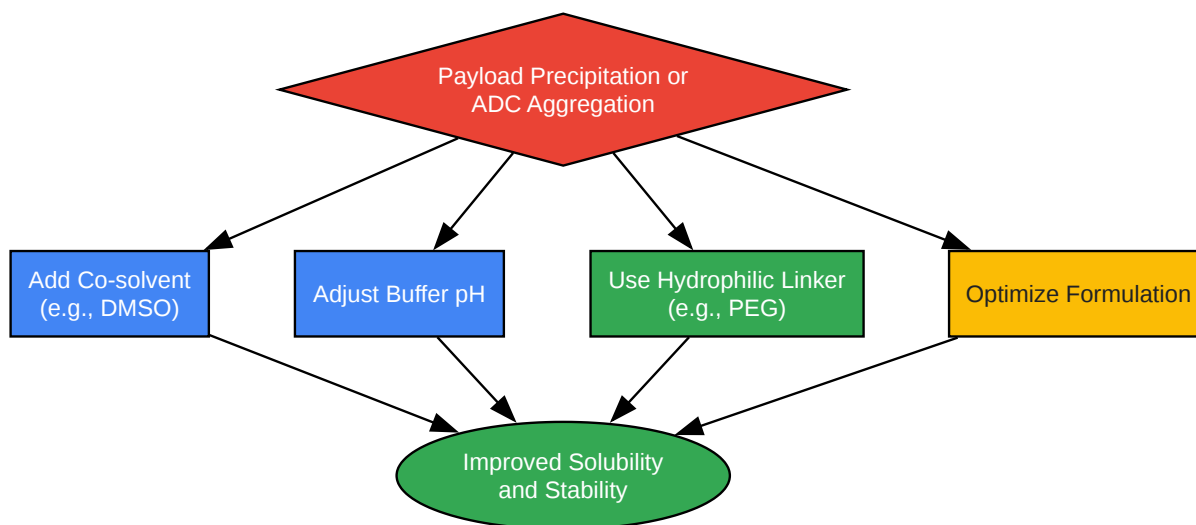 Payload Precipitation or
ADC Aggregation
Add Co-solvent
(e.g., DMSO)
Adjust Buffer pH
Use Hydrophilic Linker
(e.g., PEG)
Optimize Formulation
Improved Solubility
and Stability